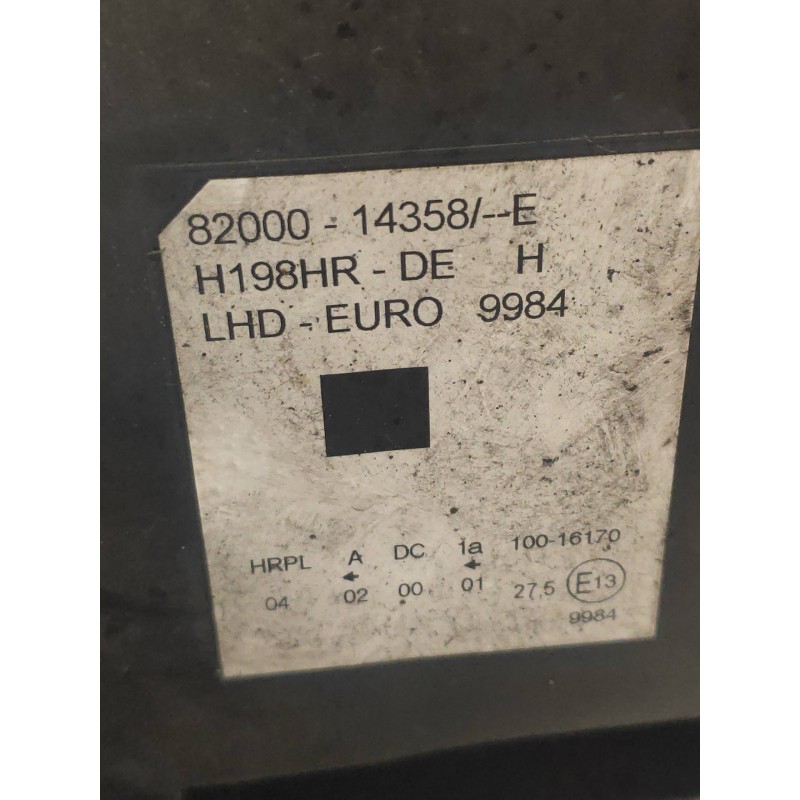 82000 - 14358/--E
H198HR - DE H
LHD - EURO 9984
HRPL A DC 1a 100-16170
← ←
04 02 00 01 27,5 E13
9984